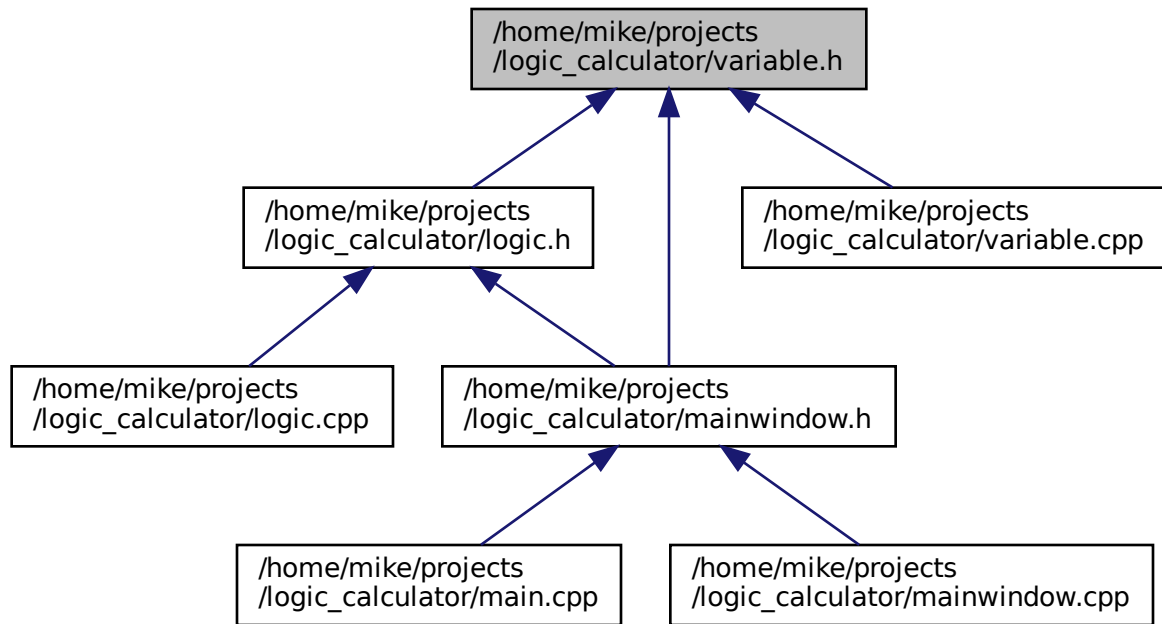 /home/mike/projects
/logic_calculator/variable.h
/home/mike/projects
/logic_calculator/logic.h
/home/mike/projects
/logic_calculator/variable.cpp
/home/mike/projects
/logic_calculator/logic.cpp
/home/mike/projects
/logic_calculator/mainwindow.h
/home/mike/projects
/logic_calculator/main.cpp
/home/mike/projects
/logic_calculator/mainwindow.cpp